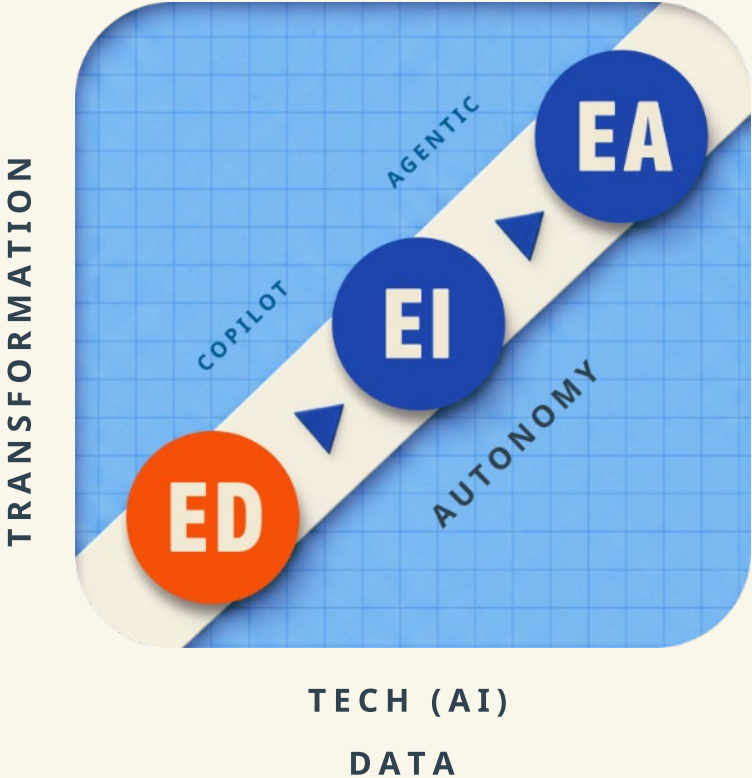 TRANSFORMATION
AGENTIC
EA
COPILOT
EI
AUTONOMY
ED
TECH (AI)
DATA